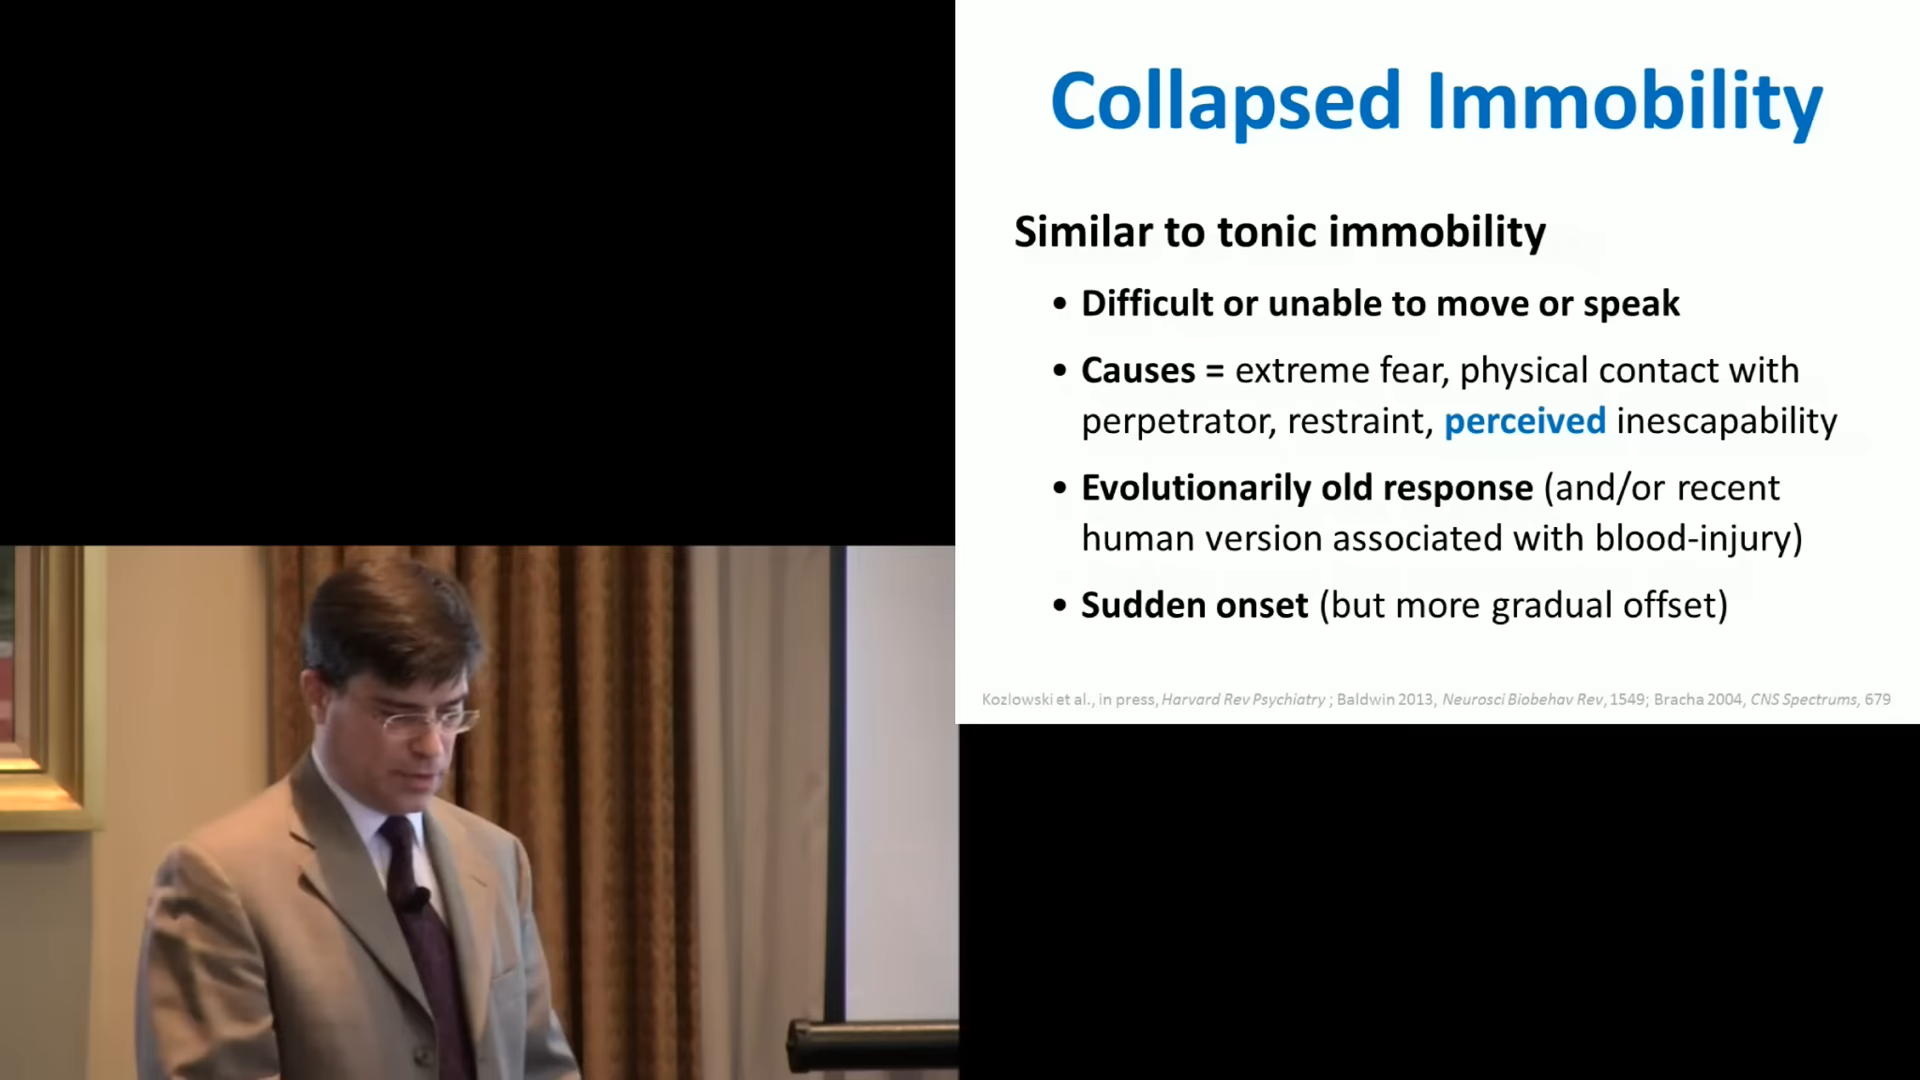 Collapsed Immobility
Similar to tonic immobility
• Difficult or unable to move or speak
• Causes = extreme fear, physical contact with
perpetrator, restraint, perceived inescapability
• Evolutionarily old response (and/or recent
human version associated with blood-injury)
• Sudden onset (but more gradual offset)
Kozlowski et al., in press, Harvard Rev Psychiatry ; Baldwin 2013, Neurosci Biobehav Rev, 1549; Bracha 2004, CNS Spectrums, 679